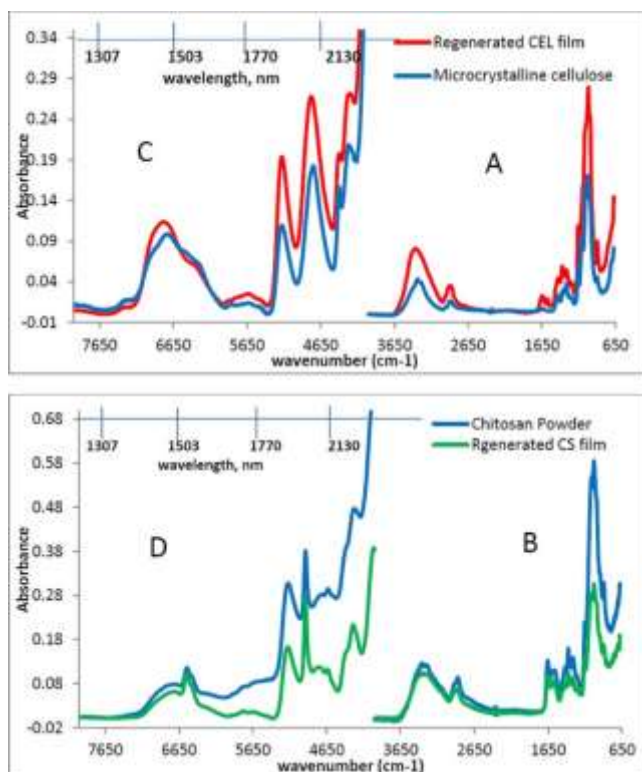 0.34
1307 1503 1770 2130
wavelength, nm
Regenerated CEL film
Microcrystalline cellulose
0.29
0.24
0.19
0.14
0.09
0.04
-0.01
Absorbance
C
A
7650 6650 5650 4650 3650 2650 1650 650
wavenumber (cm-1)
0.68
1307 1503 1770 2130
wavelength, nm
Chitosan Powder
Rgenerated CS film
0.58
0.48
0.38
0.28
0.18
0.08
-0.02
Absorbance
D
B
7650 6650 5650 4650 3650 2650 1650 650
wavenumber (cm-1)